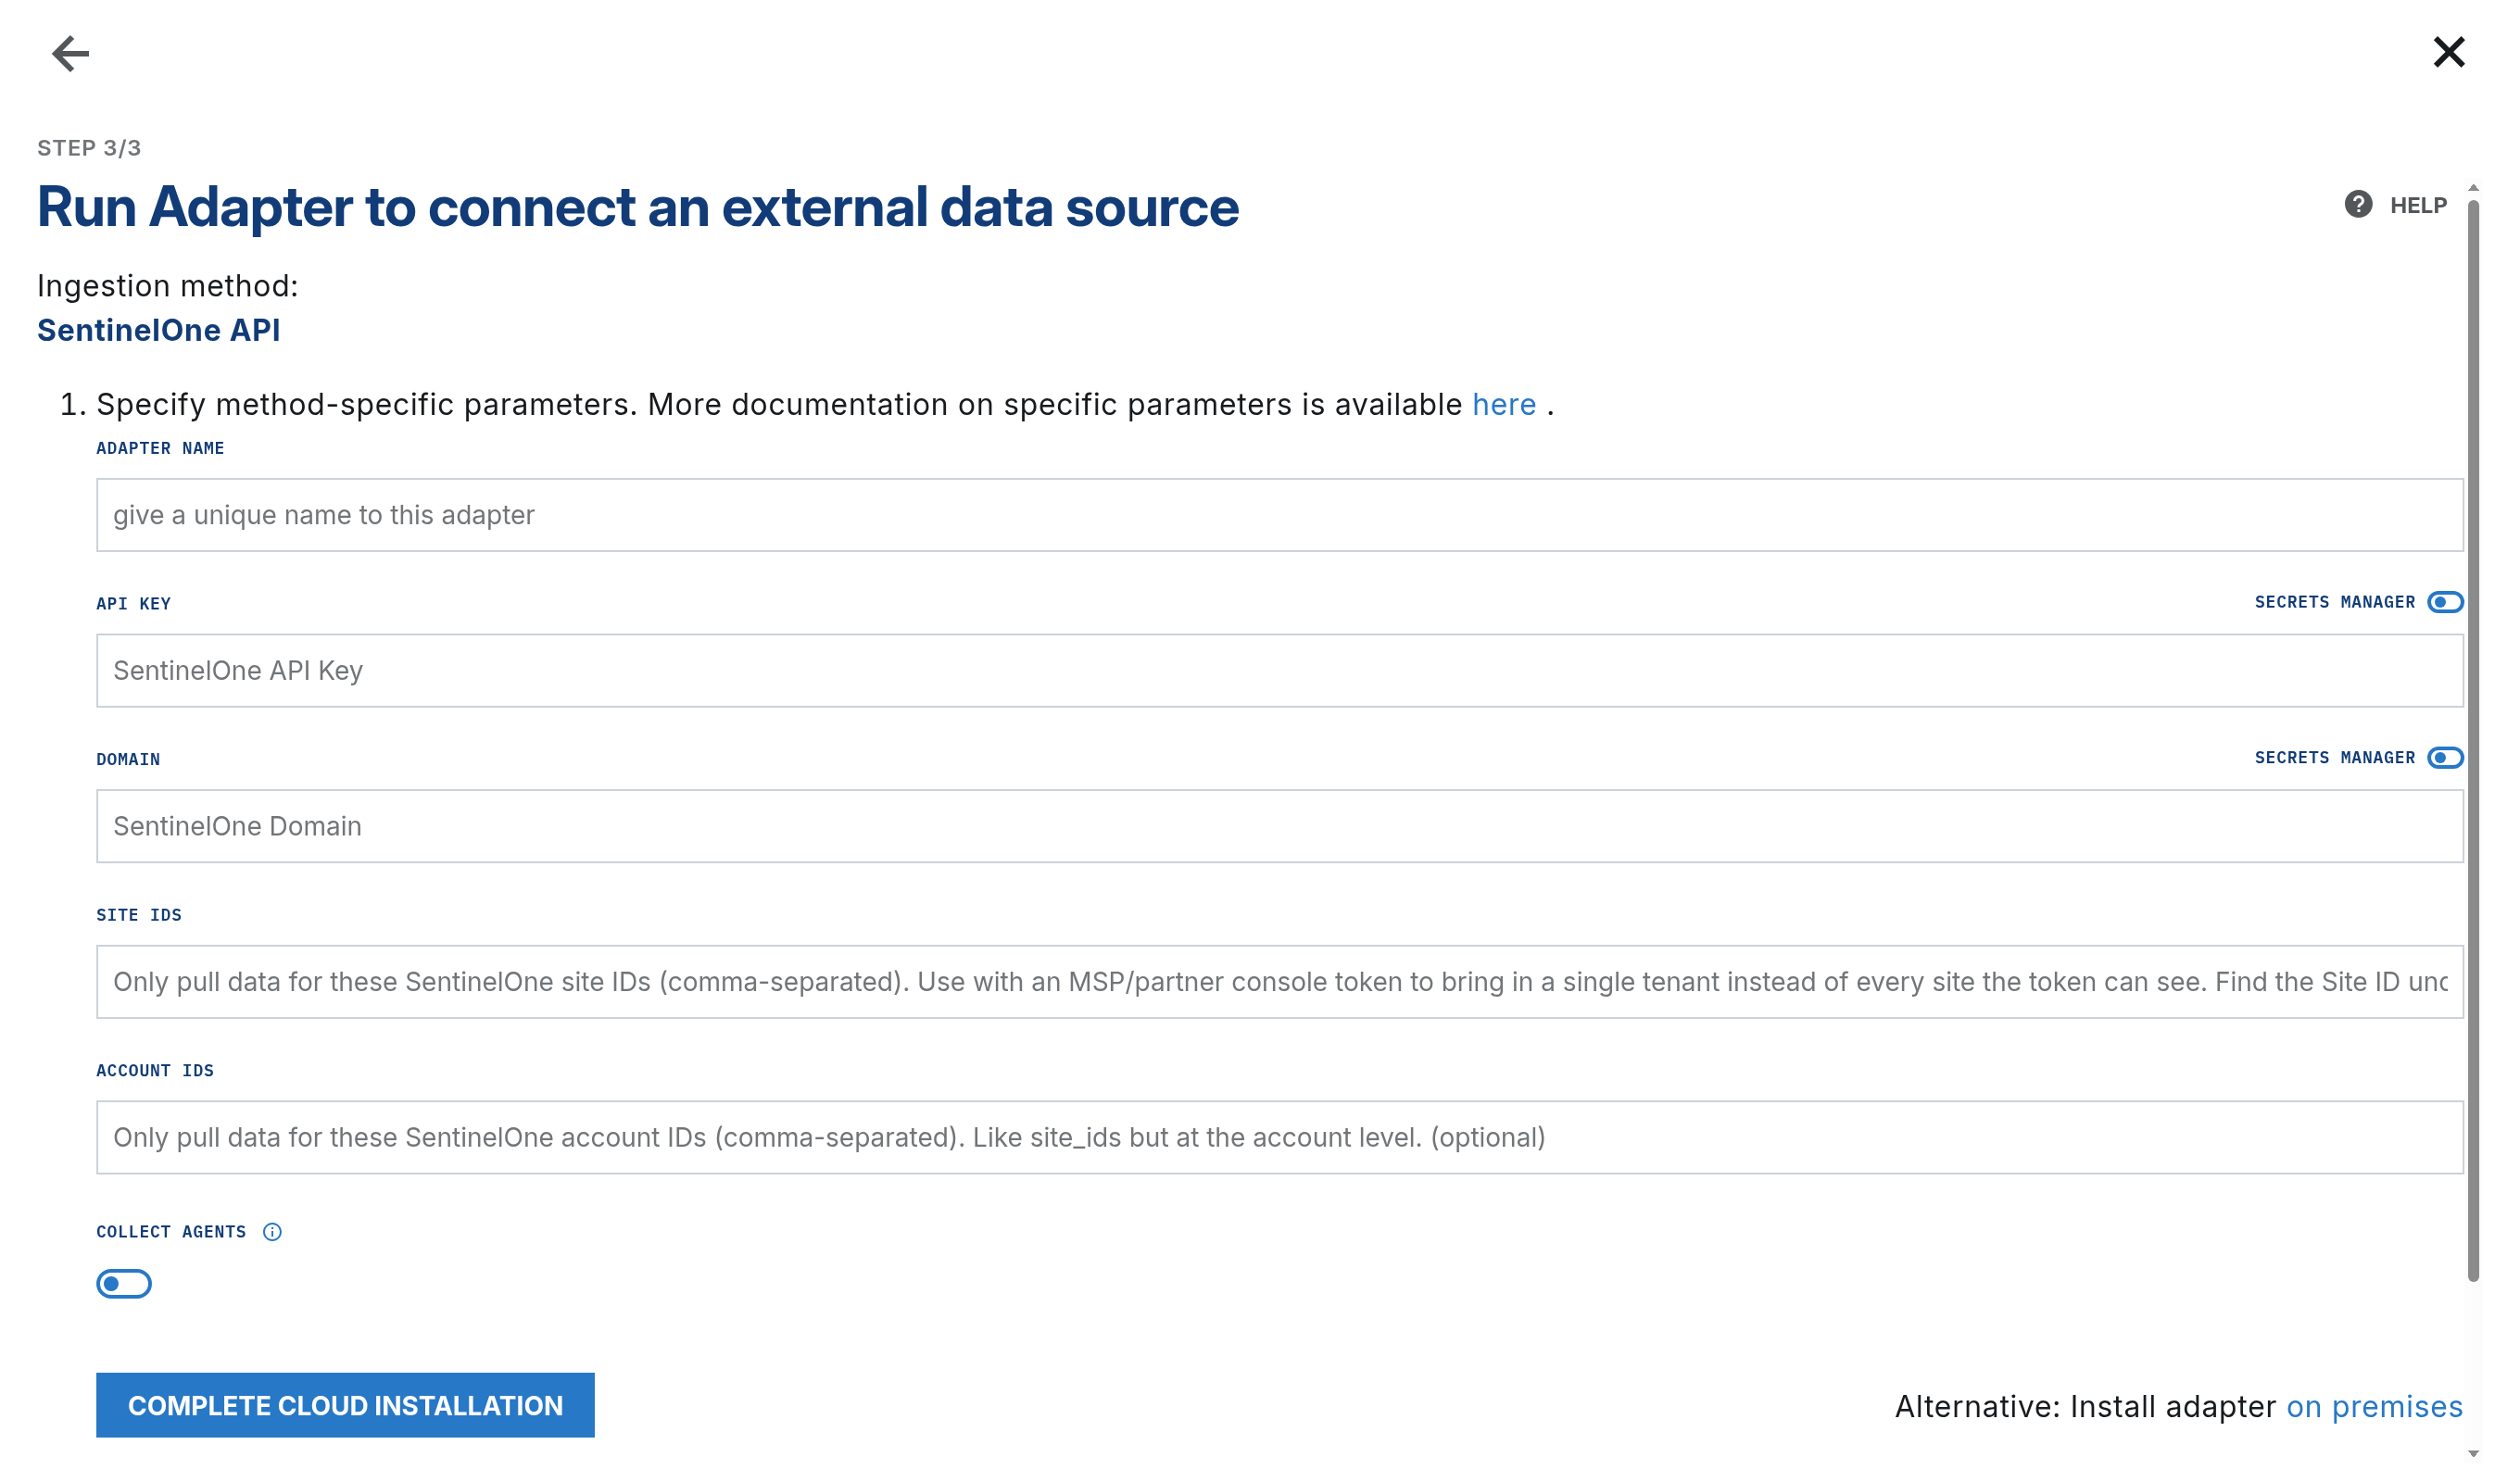 STEP 3/3
Run Adapter to connect an external data source
HELP
Ingestion method:
SentinelOne API
1. Specify method-specific parameters. More documentation on specific parameters is available here .
ADAPTER NAME
give a unique name to this adapter
API KEY
SECRETS MANAGER
SentinelOne API Key
DOMAIN
SECRETS MANAGER
SentinelOne Domain
SITE IDS
Only pull data for these SentinelOne site IDs (comma-separated). Use with an MSP/partner console token to bring in a single tenant instead of every site the token can see. Find the Site ID
ACCOUNT IDS
Only pull data for these SentinelOne account IDs (comma-separated). Like site_ids but at the account level. (optional)
COLLECT AGENTS
COMPLETE CLOUD INSTALLATION
Alternative: Install adapter on premises